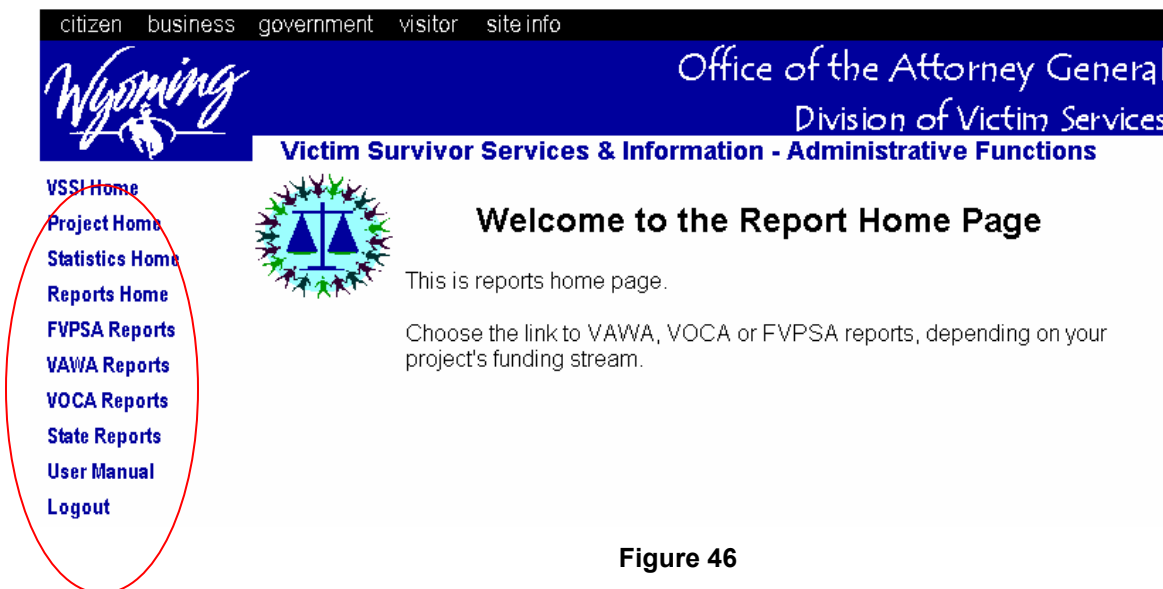 citizen business government visitor site info
Wyoming
Office of the Attorney General
Division of Victim Services
Victim Survivor Services & Information - Administrative Functions
VSSI Home
Project Home
Statistics Home
Reports Home
FVPSA Reports
VAWA Reports
VOCA Reports
State Reports
User Manual
Logout
Welcome to the Report Home Page
This is reports home page.
Choose the link to VAWA, VOCA or FVPSA reports, depending on your
project's funding stream.
Figure 46